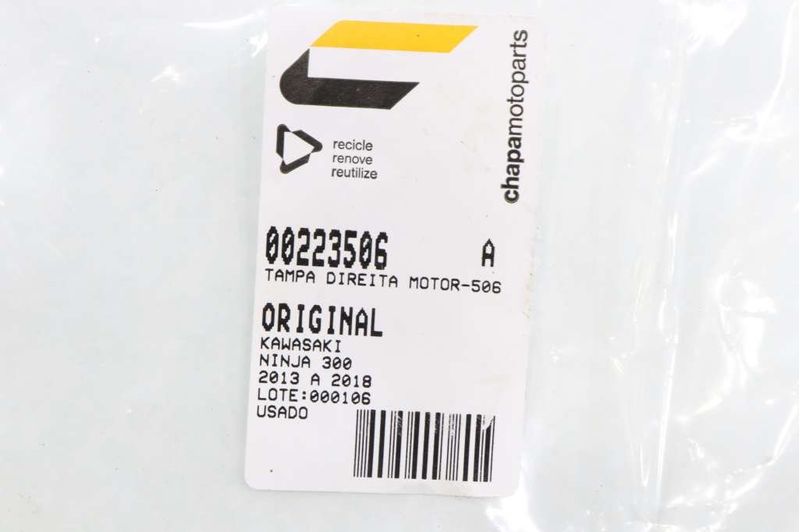 chapamotoparts
recicle
renove
reutilize
00223506 A
TAMPA DIREITA MOTOR-506
ORIGINAL
KAWASAKI
NINJA 300
2013 A 2018
LOTE:000106
USADO